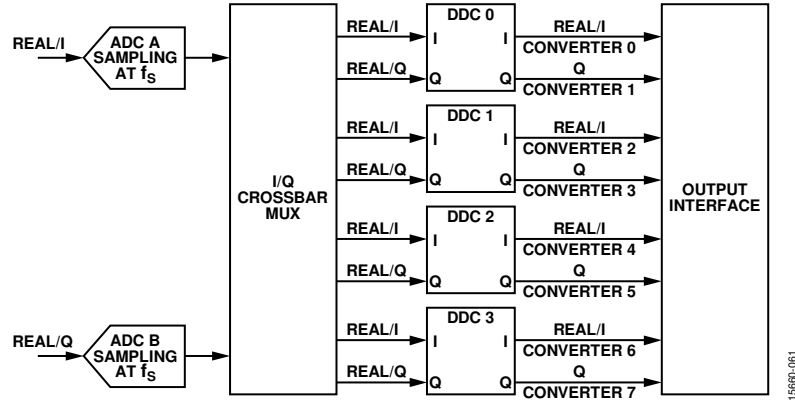 REAL/I
ADC A
SAMPLING
AT fS
REAL/Q
ADC B
SAMPLING
AT fS
I/Q
CROSSBAR
MUX
REAL/I
REAL/Q
DDC 0
I
I
Q
Q
REAL/I
CONVERTER 0
Q
CONVERTER 1
REAL/I
REAL/Q
DDC 1
I
I
Q
Q
REAL/I
CONVERTER 2
Q
CONVERTER 3
REAL/I
REAL/Q
DDC 2
I
I
Q
Q
REAL/I
CONVERTER 4
Q
CONVERTER 5
REAL/I
REAL/Q
DDC 3
I
I
Q
Q
REAL/I
CONVERTER 6
Q
CONVERTER 7
OUTPUT
INTERFACE
15660-061